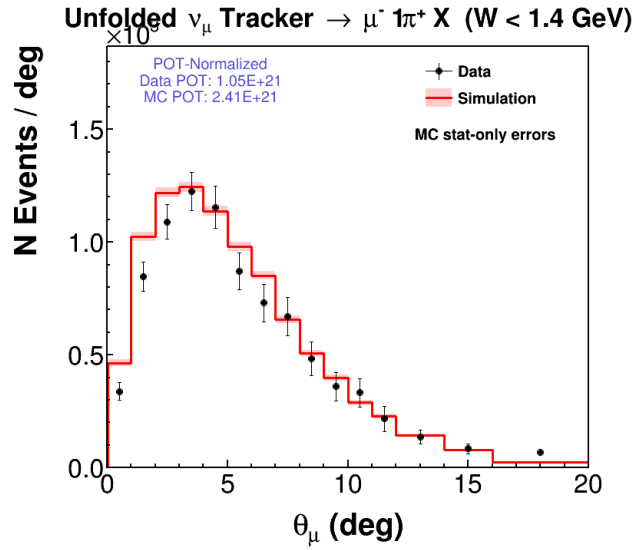 Unfolded νμ Tracker → μ⁻ 1π⁺ X (W < 1.4 GeV)
POT-Normalized
Data POT: 1.05E+21
MC POT: 2.41E+21
Data
Simulation
MC stat-only errors
N Events / deg
1.5
1.0
0.5
0.0
0
5
10
15
20
θμ (deg)